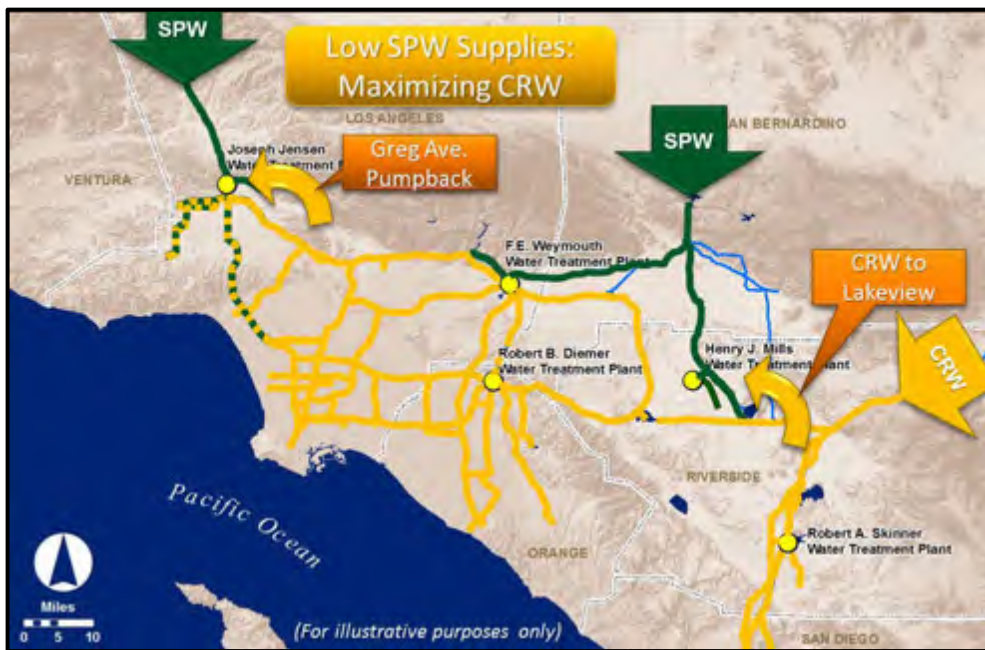 SPW
Low SPW Supplies:
Maximizing CRW
LOS ANGELES
SAN BERNARDINO
SPW
Joseph Jensen
Water Treatment
Greg Ave.
Pumpback
VENTURA
F.E. Weymouth
Water Treatment Plant
CRW to
Lakeview
CRW
Robert B. Diemer
Water Treatment Plant
Henry J. Mills
Water Treatment Plant
RIVERSIDE
Pacific Ocean
ORANGE
Robert A. Skinner
Water Treatment Plant
Miles
0 5 10
(For illustrative purposes only)
SAN DIEGO